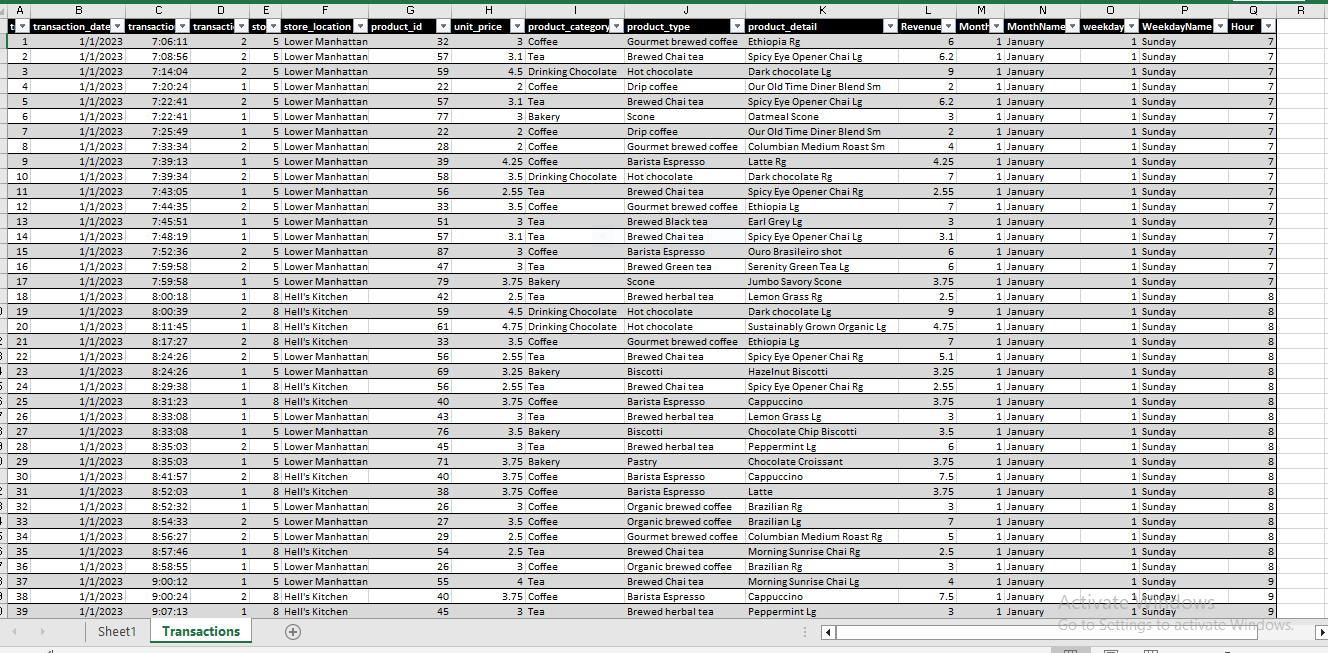 A B C D E F G H I J K L M N O P Q R
t transaction_date transactio transacti sto store_location product_id unit_price product_category product_type product_detail Revenue Month MonthName weekday WeekdayName Hour
1 1/1/2023 7:06:11 2 5 Lower Manhattan 32 3 Coffee Gourmet brewed coffee Ethiopia Rg 6 1 January 1 Sunday 7
2 1/1/2023 7:08:56 2 5 Lower Manhattan 57 3.1 Tea Brewed Chai tea Spicy Eye Opener Chai Lg 6.2 1 January 1 Sunday 7
3 1/1/2023 7:14:04 2 5 Lower Manhattan 59 4.5 Drinking Chocolate Hot chocolate Dark chocolate Lg 9 1 January 1 Sunday 7
4 1/1/2023 7:20:24 1 5 Lower Manhattan 22 2 Coffee Drip coffee Our Old Time Diner Blend Sm 2 1 January 1 Sunday 7
5 1/1/2023 7:22:41 2 5 Lower Manhattan 57 3.1 Tea Brewed Chai tea Spicy Eye Opener Chai Lg 6.2 1 January 1 Sunday 7
6 1/1/2023 7:22:41 1 5 Lower Manhattan 77 3 Bakery Scone Oatmeal Scone 3 1 January 1 Sunday 7
7 1/1/2023 7:25:49 1 5 Lower Manhattan 22 2 Coffee Drip coffee Our Old Time Diner Blend Sm 2 1 January 1 Sunday 7
8 1/1/2023 7:33:34 2 5 Lower Manhattan 28 2 Coffee Gourmet brewed coffee Columbian Medium Roast Sm 4 1 January 1 Sunday 7
9 1/1/2023 7:39:13 1 5 Lower Manhattan 39 4.25 Coffee Barista Espresso Latte Rg 4.25 1 January 1 Sunday 7
10 1/1/2023 7:39:34 2 5 Lower Manhattan 58 3.5 Drinking Chocolate Hot chocolate Dark chocolate Rg 7 1 January 1 Sunday 7
11 1/1/2023 7:43:05 1 5 Lower Manhattan 56 2.55 Tea Brewed Chai tea Spicy Eye Opener Chai Rg 2.55 1 January 1 Sunday 7
12 1/1/2023 7:44:35 2 5 Lower Manhattan 33 3.5 Coffee Gourmet brewed coffee Ethiopia Lg 7 1 January 1 Sunday 7
13 1/1/2023 7:45:51 1 5 Lower Manhattan 51 3 Tea Brewed Black tea Earl Grey Lg 3 1 January 1 Sunday 7
14 1/1/2023 7:48:19 1 5 Lower Manhattan 57 3.1 Tea Brewed Chai tea Spicy Eye Opener Chai Lg 3.1 1 January 1 Sunday 7
15 1/1/2023 7:52:36 2 5 Lower Manhattan 87 3 Coffee Barista Espresso Ouro Brasileiro shot 6 1 January 1 Sunday 7
16 1/1/2023 7:59:58 2 5 Lower Manhattan 47 3 Tea Brewed Green tea Serenity Green Tea Lg 6 1 January 1 Sunday 7
17 1/1/2023 7:59:58 1 5 Lower Manhattan 79 3.75 Bakery Scone Jumbo Savory Scone 3.75 1 January 1 Sunday 7
18 1/1/2023 8:00:18 1 8 Hell's Kitchen 42 2.5 Tea Brewed herbal tea Lemon Grass Rg 2.5 1 January 1 Sunday 8
19 1/1/2023 8:00:39 2 8 Hell's Kitchen 59 4.5 Drinking Chocolate Hot chocolate Dark chocolate Lg 9 1 January 1 Sunday 8
20 1/1/2023 8:11:45 1 8 Hell's Kitchen 61 4.75 Drinking Chocolate Hot chocolate Sustainably Grown Organic Lg 4.75 1 January 1 Sunday 8
21 1/1/2023 8:17:27 2 8 Hell's Kitchen 33 3.5 Coffee Gourmet brewed coffee Ethiopia Lg 7 1 January 1 Sunday 8
22 1/1/2023 8:24:26 2 5 Lower Manhattan 56 2.55 Tea Brewed Chai tea Spicy Eye Opener Chai Rg 5.1 1 January 1 Sunday 8
23 1/1/2023 8:24:26 1 5 Lower Manhattan 69 3.25 Bakery Biscotti Hazelnut Biscotti 3.25 1 January 1 Sunday 8
24 1/1/2023 8:29:38 1 8 Hell's Kitchen 56 2.55 Tea Brewed Chai tea Spicy Eye Opener Chai Rg 2.55 1 January 1 Sunday 8
25 1/1/2023 8:31:23 1 8 Hell's Kitchen 40 3.75 Coffee Barista Espresso Cappuccino 3.75 1 January 1 Sunday 8
26 1/1/2023 8:33:08 1 5 Lower Manhattan 43 3 Tea Brewed herbal tea Lemon Grass Lg 3 1 January 1 Sunday 8
27 1/1/2023 8:33:08 1 5 Lower Manhattan 76 3.5 Bakery Biscotti Chocolate Chip Biscotti 3.5 1 January 1 Sunday 8
28 1/1/2023 8:35:03 2 5 Lower Manhattan 45 3 Tea Brewed herbal tea Peppermint Lg 6 1 January 1 Sunday 8
29 1/1/2023 8:35:03 1 5 Lower Manhattan 71 3.75 Bakery Pastry Chocolate Croissant 3.75 1 January 1 Sunday 8
30 1/1/2023 8:41:57 2 8 Hell's Kitchen 40 3.75 Coffee Barista Espresso Cappuccino 7.5 1 January 1 Sunday 8
31 1/1/2023 8:52:03 1 8 Hell's Kitchen 38 3.75 Coffee Barista Espresso Latte 3.75 1 January 1 Sunday 8
32 1/1/2023 8:52:32 1 5 Lower Manhattan 26 3 Coffee Organic brewed coffee Brazilian Rg 3 1 January 1 Sunday 8
33 1/1/2023 8:54:33 2 5 Lower Manhattan 27 3.5 Coffee Organic brewed coffee Brazilian Lg 7 1 January 1 Sunday 8
34 1/1/2023 8:56:27 2 5 Lower Manhattan 29 2.5 Coffee Gourmet brewed coffee Columbian Medium Roast Rg 5 1 January 1 Sunday 8
35 1/1/2023 8:57:46 1 8 Hell's Kitchen 54 2.5 Tea Brewed Chai tea Morning Sunrise Chai Rg 2.5 1 January 1 Sunday 8
36 1/1/2023 8:58:55 1 5 Lower Manhattan 26 3 Coffee Organic brewed coffee Brazilian Rg 3 1 January 1 Sunday 8
37 1/1/2023 9:00:12 1 5 Lower Manhattan 55 4 Tea Brewed Chai tea Morning Sunrise Chai Lg 4 1 January 1 Sunday 9
38 1/1/2023 9:00:24 2 8 Hell's Kitchen 40 3.75 Coffee Barista Espresso Cappuccino 7.5 1 January 1 Sunday 9
39 1/1/2023 9:07:13 1 8 Hell's Kitchen 45 3 Tea Brewed herbal tea Peppermint Lg 3 1 January 1 Sunday 9
Activate Windows
Go to Settings to activate Windows.
Sheet1 Transactions